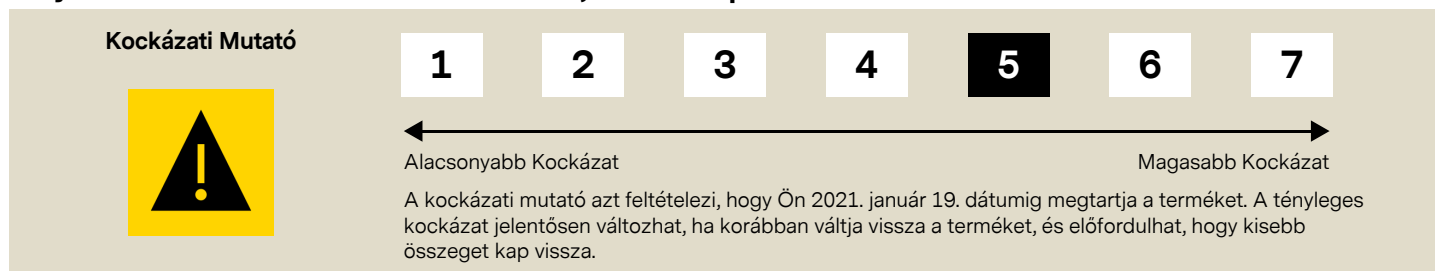 Kockázati Mutató
1 2 3 4 5 6 7
Alacsonyabb Kockázat Magasabb Kockázat
A kockázati mutató azt feltételezi, hogy Ön 2021. január 19. dátumig megtartja a terméket. A tényleges
kockázat jelentősen változhat, ha korábban váltja vissza a terméket, és előfordulhat, hogy kisebb
összeget kap vissza.